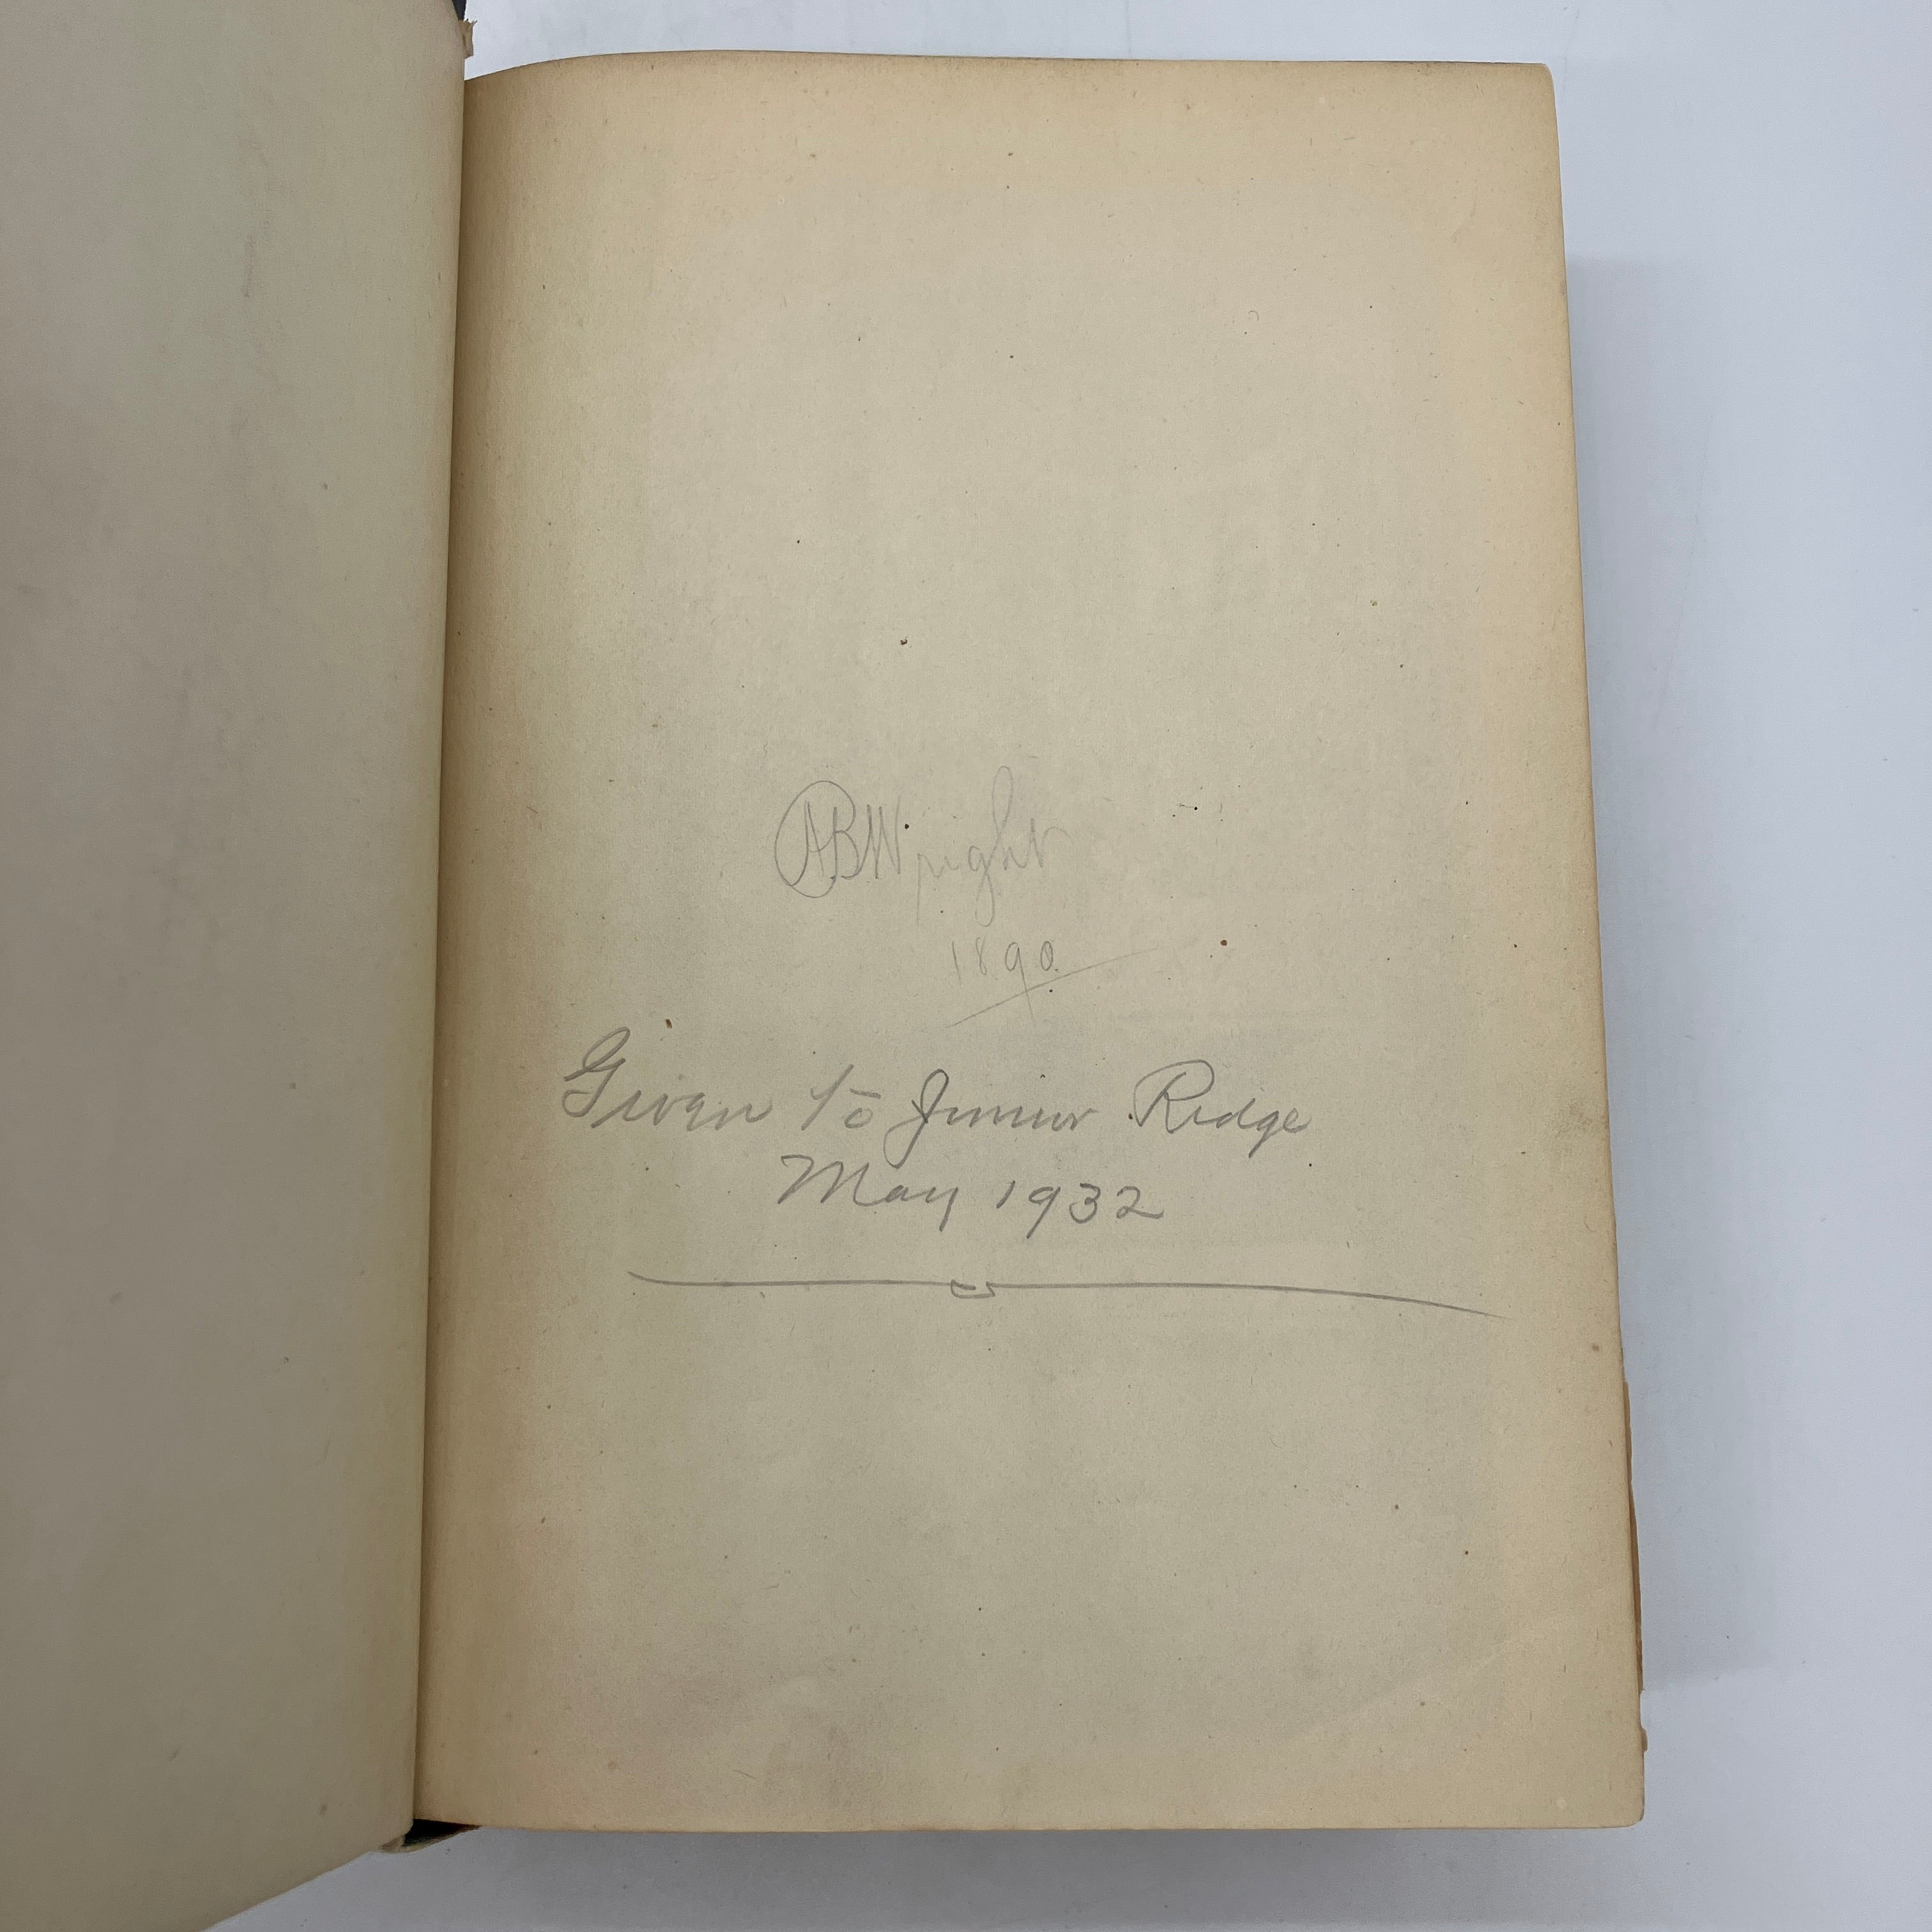 ABWright
1890
Given to Junior Ridge
May 1932